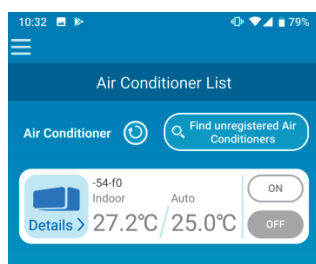 10:32 79%
Air Conditioner List
Air Conditioner
Find unregistered Air
Conditioners
-54-f0
Indoor Auto
ON
Details > 27.2℃ 25.0℃
OFF